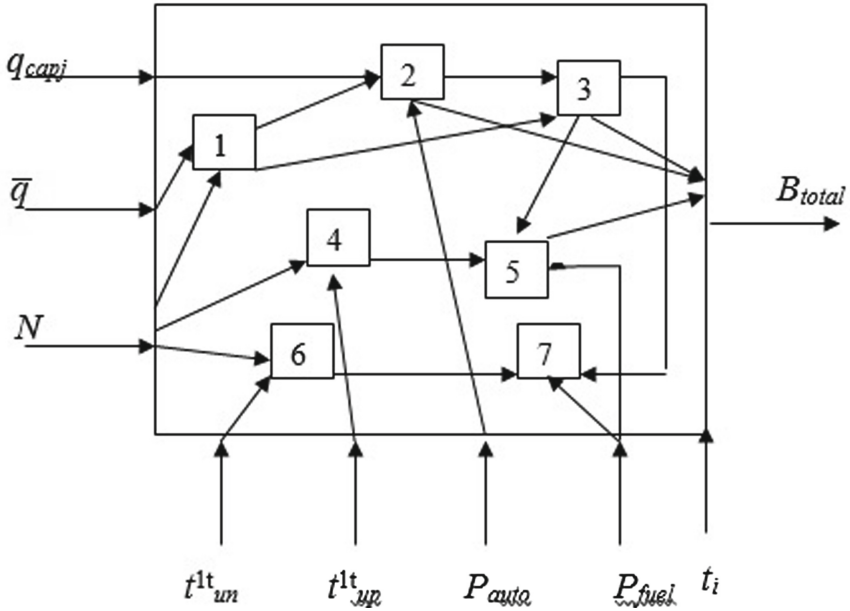 q_capj
2
3
1
q̅
B_total
4
5
N
6
7
t^1t_un
t^1t_up
P_auto
P_fuel
t_i